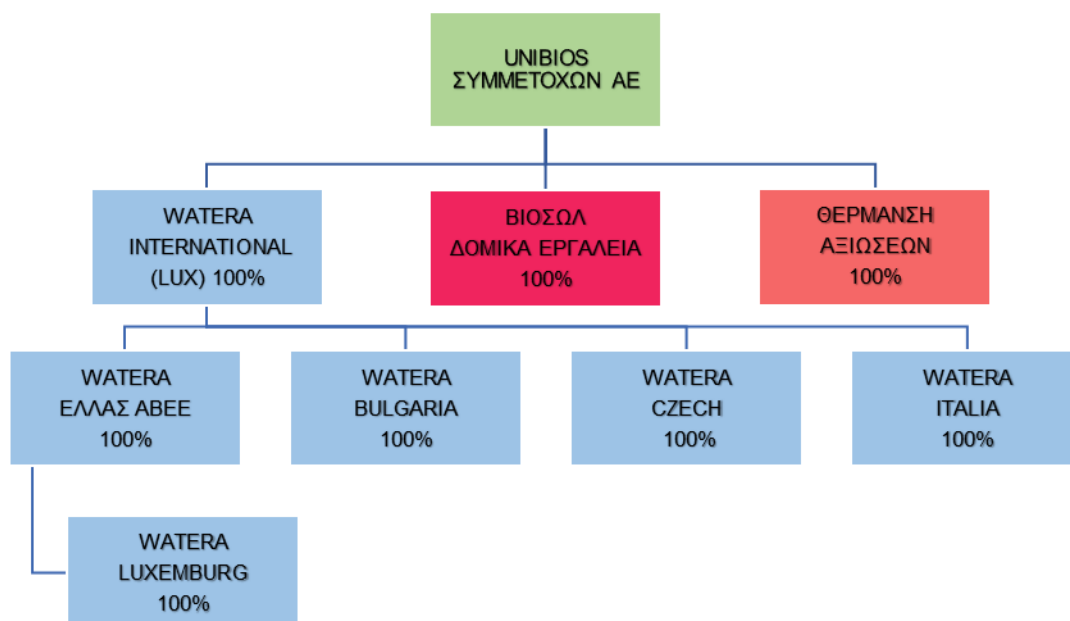 UNIBIOS
ΣΥΜΜΕΤΟΧΩΝ ΑΕ
WATERA
INTERNATIONAL
(LUX) 100%
ΒΙΟΣΩΛ
ΔΟΜΙΚΑ ΕΡΓΑΛΕΙΑ
100%
ΘΕΡΜΑΝΣΗ
ΑΞΙΩΣΕΩΝ
100%
WATERA
ΕΛΛΑΣ ΑΒΕΕ
100%
WATERA
BULGARIA
100%
WATERA
CZECH
100%
WATERA
ITALIA
100%
WATERA
LUXEMBURG
100%